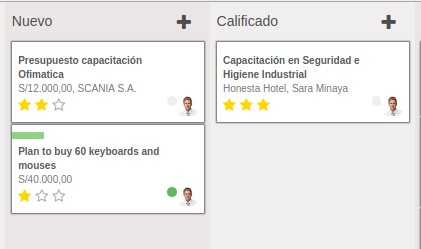 Nuevo
Presupuesto capacitación
Ofimatica
S/12.000,00, SCANIA S.A.
Plan to buy 60 keyboards and
mouses
S/40.000,00
Calificado
Capacitación en Seguridad e
Higiene Industrial
Honesta Hotel, Sara Minaya